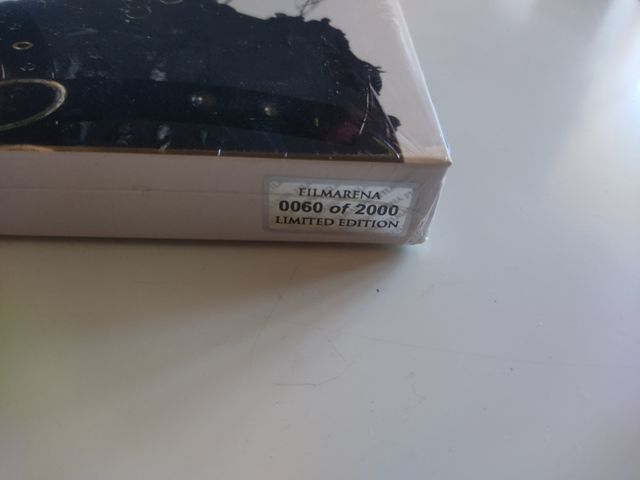 FILMARENA
0060 of 2000
LIMITED EDITION